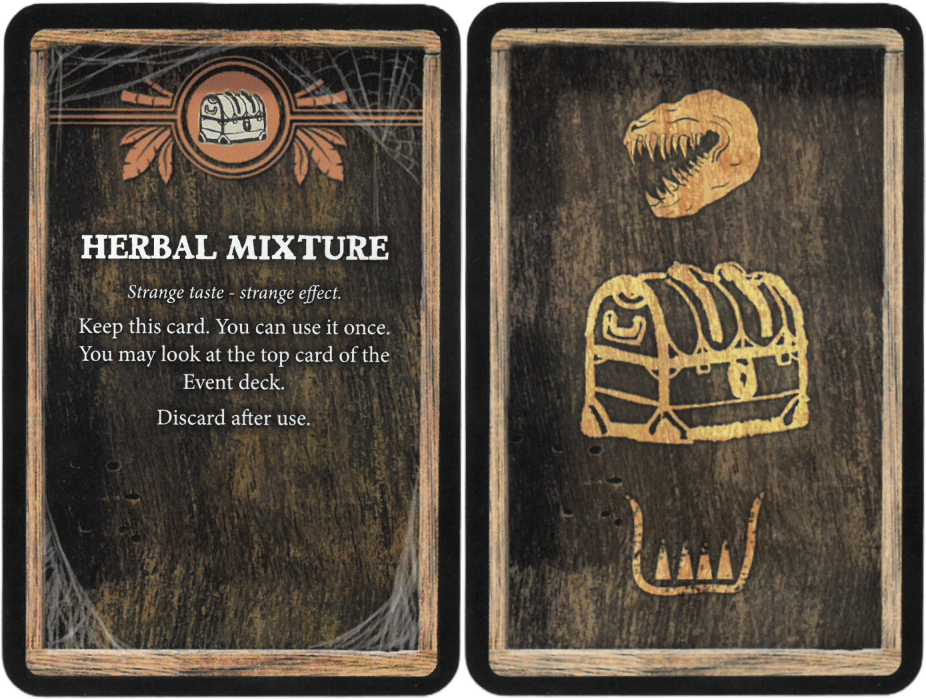 HERBAL MIXTURE
Strange taste - strange effect.
Keep this card. You can use it once.
You may look at the top card of the
Event deck.
Discard after use.